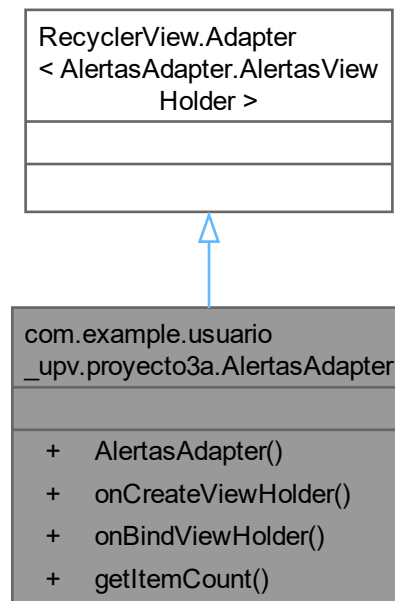 RecyclerView.Adapter
< AlertasAdapter.AlertasView
Holder >
com.example.usuario
_upv.proyecto3a.AlertasAdapter
+ AlertasAdapter()
+ onCreateViewHolder()
+ onBindViewHolder()
+ getItemCount()